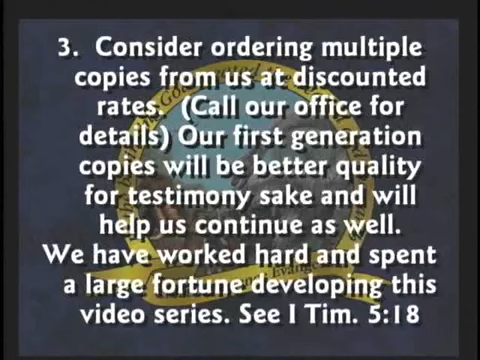 3. Consider ordering multiple
copies from us at discounted
rates. (Call our office for
details) Our first generation
copies will be better quality
for testimony sake and will
help us continue as well.
We have worked hard and spent
a large fortune developing this
video series. See I Tim. 5:18